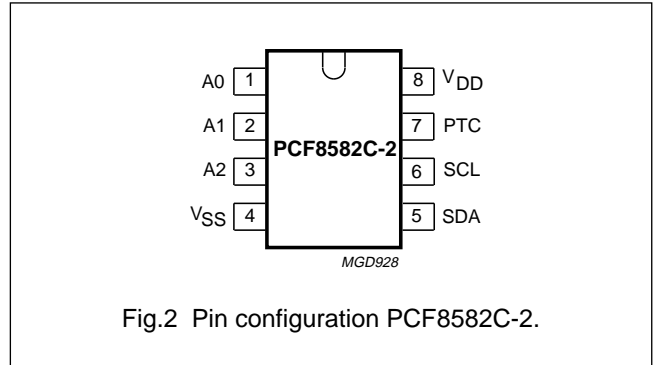 A0 1 8 VDD
A1 2 7 PTC
PCF8582C-2
A2 3 6 SCL
VSS 4 5 SDA
MGD928
Fig.2 Pin configuration PCF8582C-2.